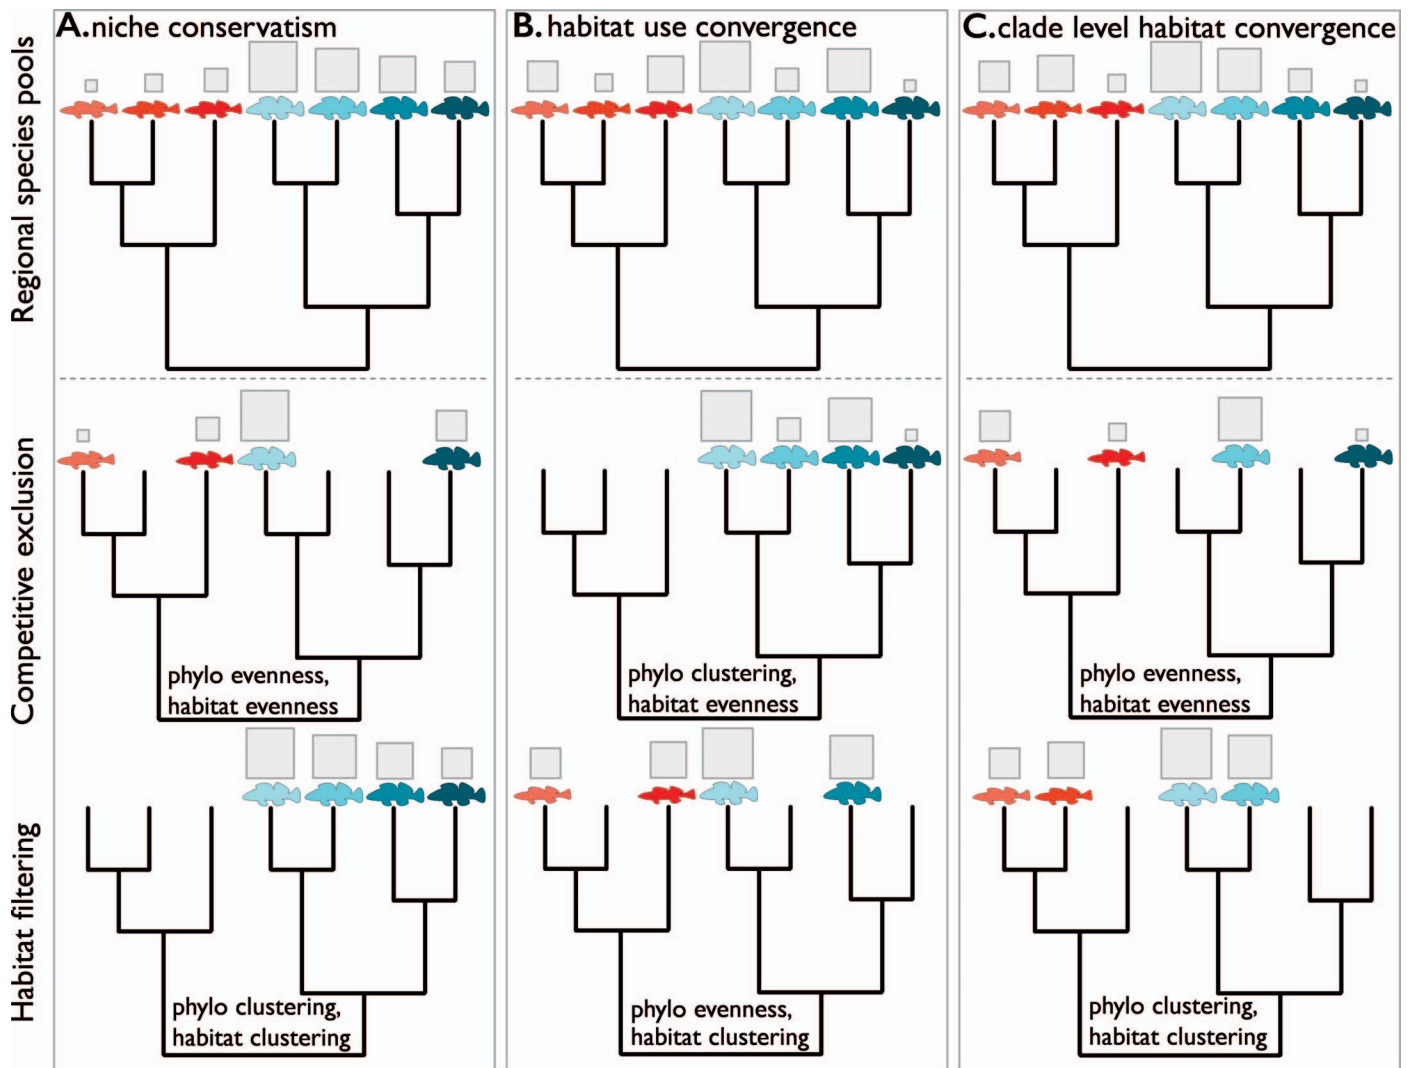 A. niche conservatism
B. habitat use convergence
C. clade level habitat convergence
Regional species pools
Competitive exclusion
phylo evenness,
habitat evenness
phylo clustering,
habitat evenness
phylo evenness,
habitat evenness
Habitat filtering
phylo clustering,
habitat clustering
phylo evenness,
habitat clustering
phylo clustering,
habitat clustering